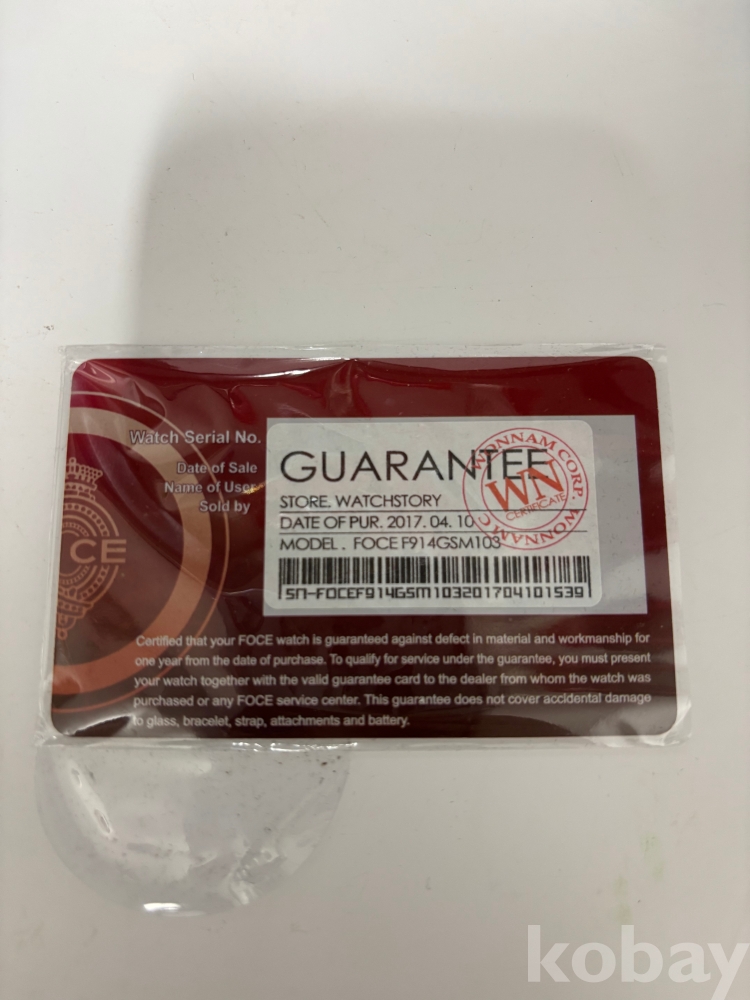 Watch Serial No.
Date of Sale
Name of User
Sold by
GUARANTEE
STORE. WATCHSTORY
DATE OF PUR. 2017. 04. 10
MODEL . FOCE F914GSM103
SN-FOCEF914GSM103201704101539
WONNAM CORP. WONNAM C
WN
CERTIFICATE
CE
Certified that your FOCE watch is guaranteed against defect in material and workmanship for
one year from the date of purchase. To qualify for service under the guarantee, you must present
your watch together with the valid guarantee card to the dealer from whom the watch was
purchased or any FOCE service center. This guarantee does not cover accidental damage
to glass, bracelet, strap, attachments and battery.
kobay